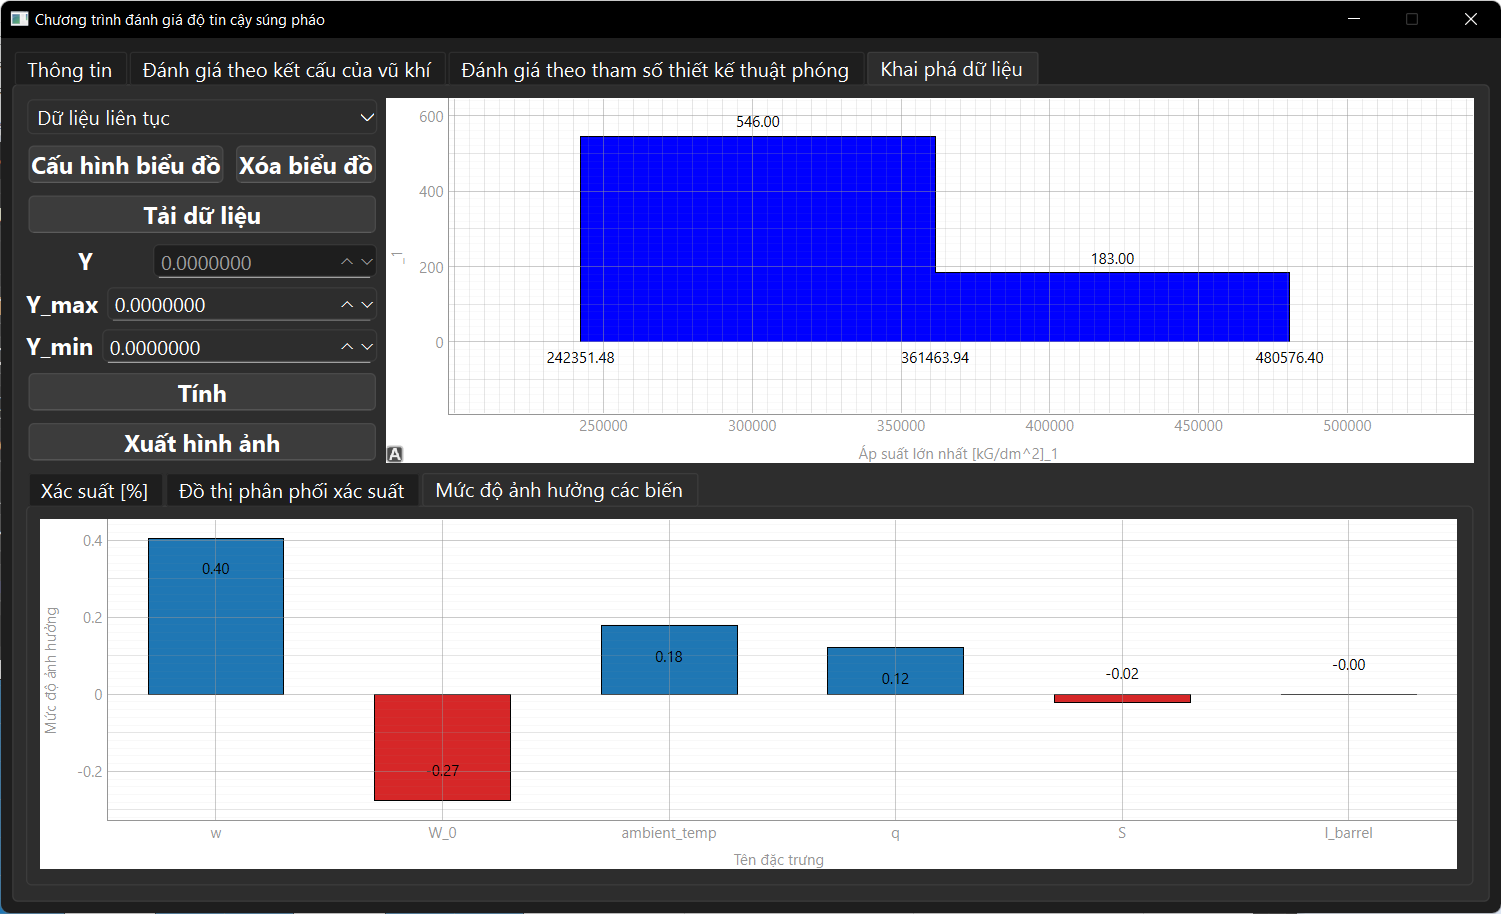 Chương trình đánh giá độ tin cậy súng pháo
Thông tin
Đánh giá theo kết cấu của vũ khí
Đánh giá theo tham số thiết kế thuật phóng
Khai phá dữ liệu
Dữ liệu liên tục
Cấu hình biểu đồ
Xóa biểu đồ
Tải dữ liệu
Y
0.0000000
Y_max
0.0000000
Y_min
0.0000000
Tính
Xuất hình ảnh
600
400
200
0
_1
546.00
183.00
242351.48
361463.94
480576.40
250000
300000
350000
400000
450000
500000
Áp suất lớn nhất [kG/dm^2]_1
A
Xác suất [%]
Đồ thị phân phối xác suất
Mức độ ảnh hưởng các biến
Mức độ ảnh hưởng
0.4
0.2
0
-0.2
0.40
-0.27
0.18
0.12
-0.02
-0.00
w
W_0
ambient_temp
q
S
l_barrel
Tên đặc trưng